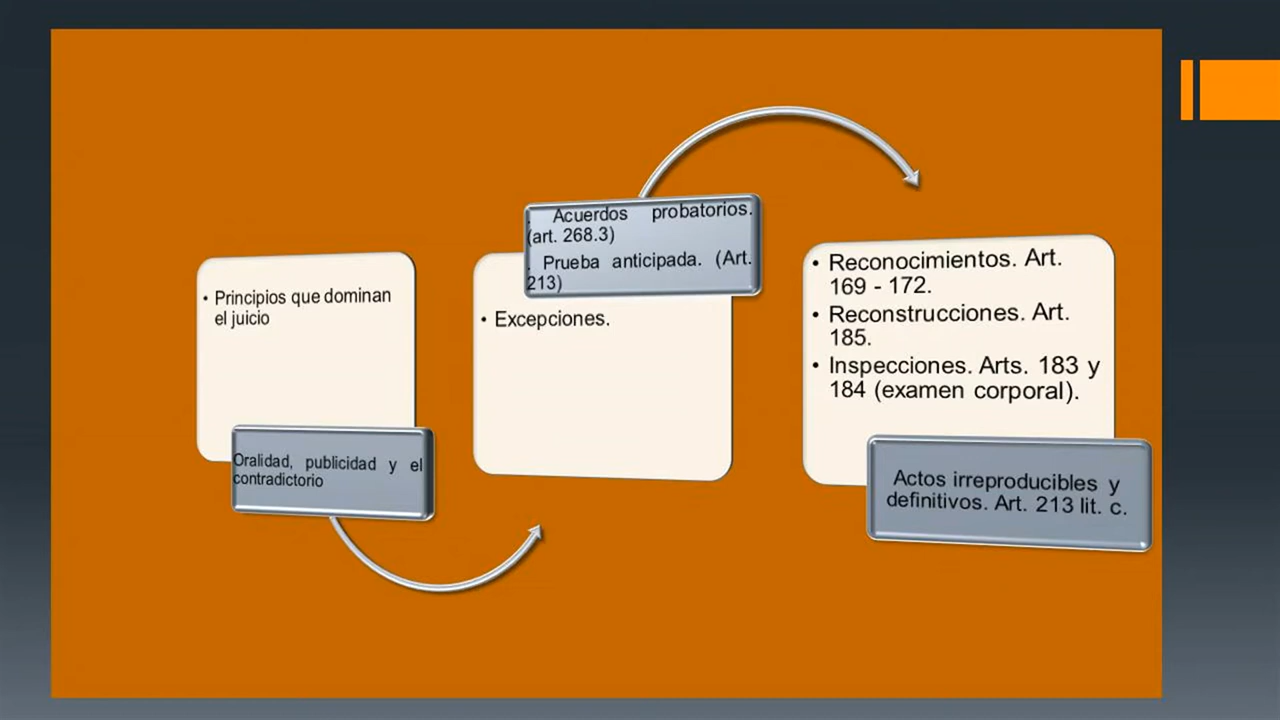 • Principios que dominan
el juicio
Oralidad, publicidad y el
contradictorio
. Acuerdos probatorios.
(art. 268.3)
. Prueba anticipada. (Art.
213)
• Excepciones.
• Reconocimientos. Art.
169 - 172.
• Reconstrucciones. Art.
185.
• Inspecciones. Arts. 183 y
184 (examen corporal).
Actos irreproducibles y
definitivos. Art. 213 lit. c.